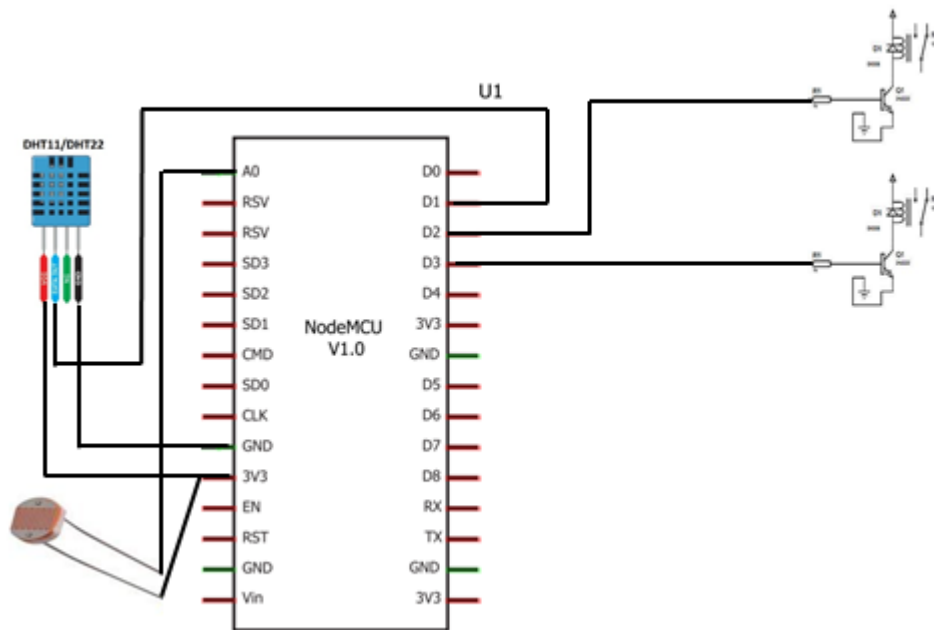 U1
DHT11/DHT22
A0
RSV
RSV
SD3
SD2
SD1
CMD
SD0
CLK
GND
3V3
EN
RST
GND
Vin
NodeMCU
V1.0
D0
D1
D2
D3
D4
3V3
GND
D5
D6
D7
D8
RX
TX
GND
3V3